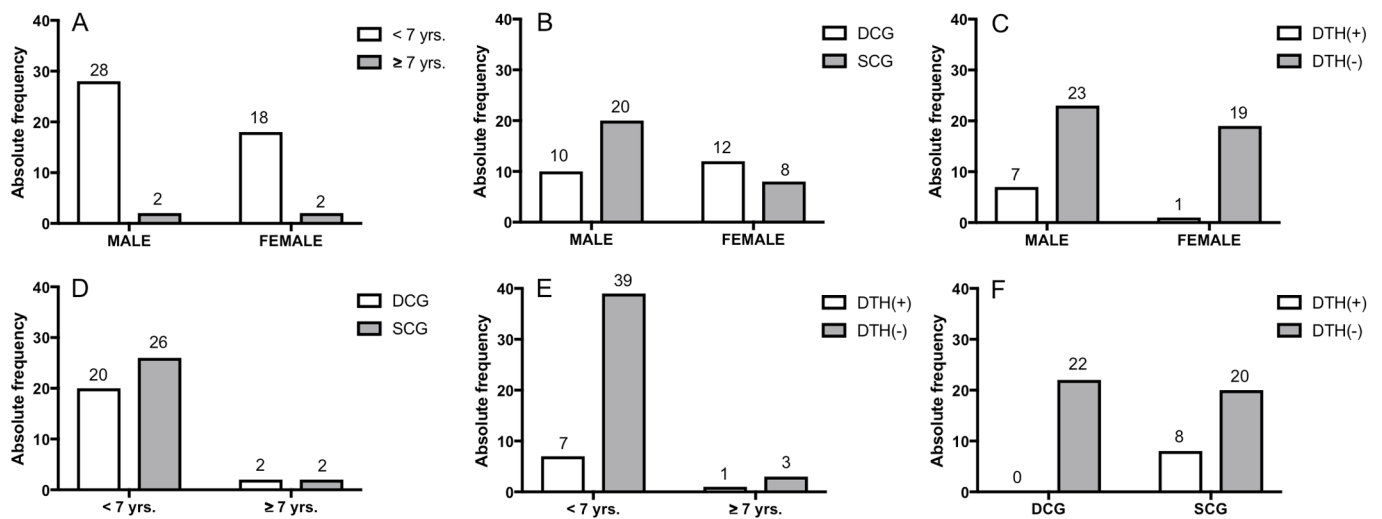 A
Absolute frequency
40
30
20
10
0
28
2
18
2
MALE
FEMALE
< 7 yrs.
≥ 7 yrs.
B
Absolute frequency
40
30
20
10
0
10
20
12
8
MALE
FEMALE
DCG
SCG
C
Absolute frequency
40
30
20
10
0
7
23
1
19
MALE
FEMALE
DTH(+)
DTH(-)
D
Absolute frequency
40
30
20
10
0
20
26
2
2
< 7 yrs.
≥ 7 yrs.
DCG
SCG
E
Absolute frequency
40
30
20
10
0
7
39
1
3
< 7 yrs.
≥ 7 yrs.
DTH(+)
DTH(-)
F
Absolute frequency
40
30
20
10
0
0
22
8
20
DCG
SCG
DTH(+)
DTH(-)